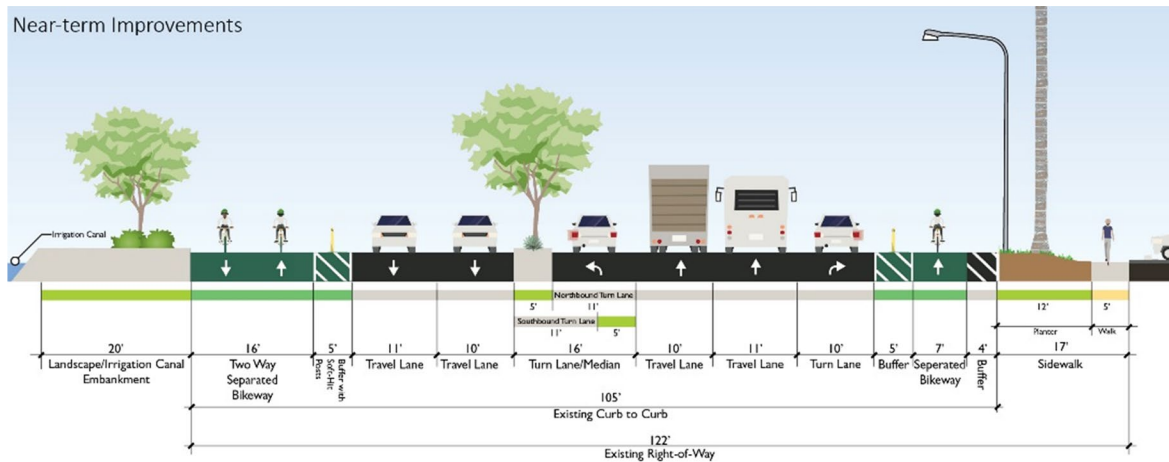 Near-term Improvements
Irrigation Canal
5'
Northbound Turn Lane
11'
Southbound Turn Lane
11'
5'
12'
5'
Planter
Walk
20'
16'
5'
11'
10'
16'
10'
11'
10'
5'
7'
4'
17'
Landscape/Irrigation Canal
Embankment
Two Way
Separated
Bikeway
Buffer with
Soft-Hit
Posts
Travel Lane
Travel Lane
Turn Lane/Median
Travel Lane
Travel Lane
Turn Lane
Buffer
Seperated
Bikeway
Buffer
Sidewalk
105'
Existing Curb to Curb
122'
Existing Right-of-Way